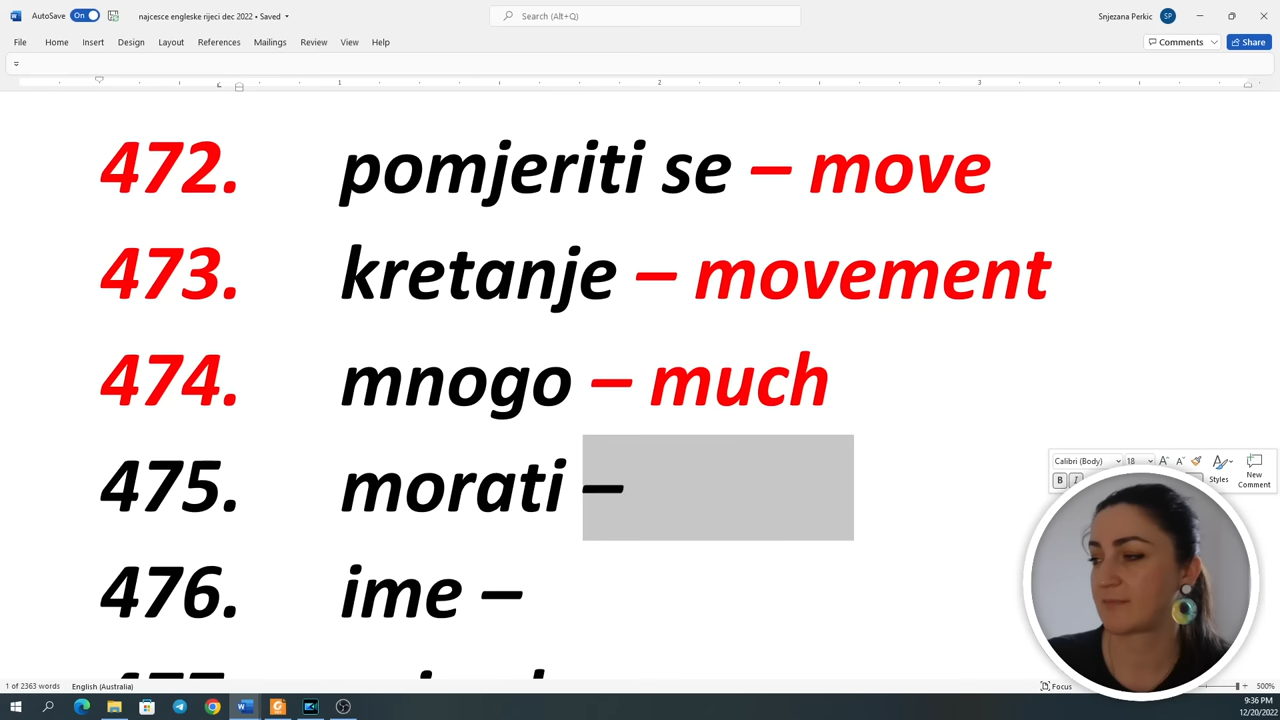 AutoSave On najcesce engleske rijeci dec 2022 • Saved Search (Alt+Q) Snjezana Perkic SP
File Home Insert Design Layout References Mailings Review View Help Comments Share
1 2 3
472. pomjeriti se – move
473. kretanje – movement
474. mnogo – much
475. morati –
476. ime –
Calibri (Body) 18
B I Styles New Comment
1 of 2363 words English (Australia) Focus 500%
9:36 PM
12/20/2022